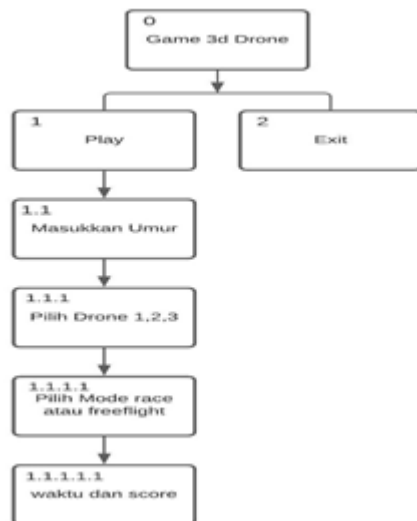 0
Game 3d Drone
1
Play
2
Exit
1.1
Masukkan Umur
1.1.1
Pilih Drone 1,2,3
1.1.1.1
Pilih Mode race
atau freeflight
1.1.1.1.1
waktu dan score